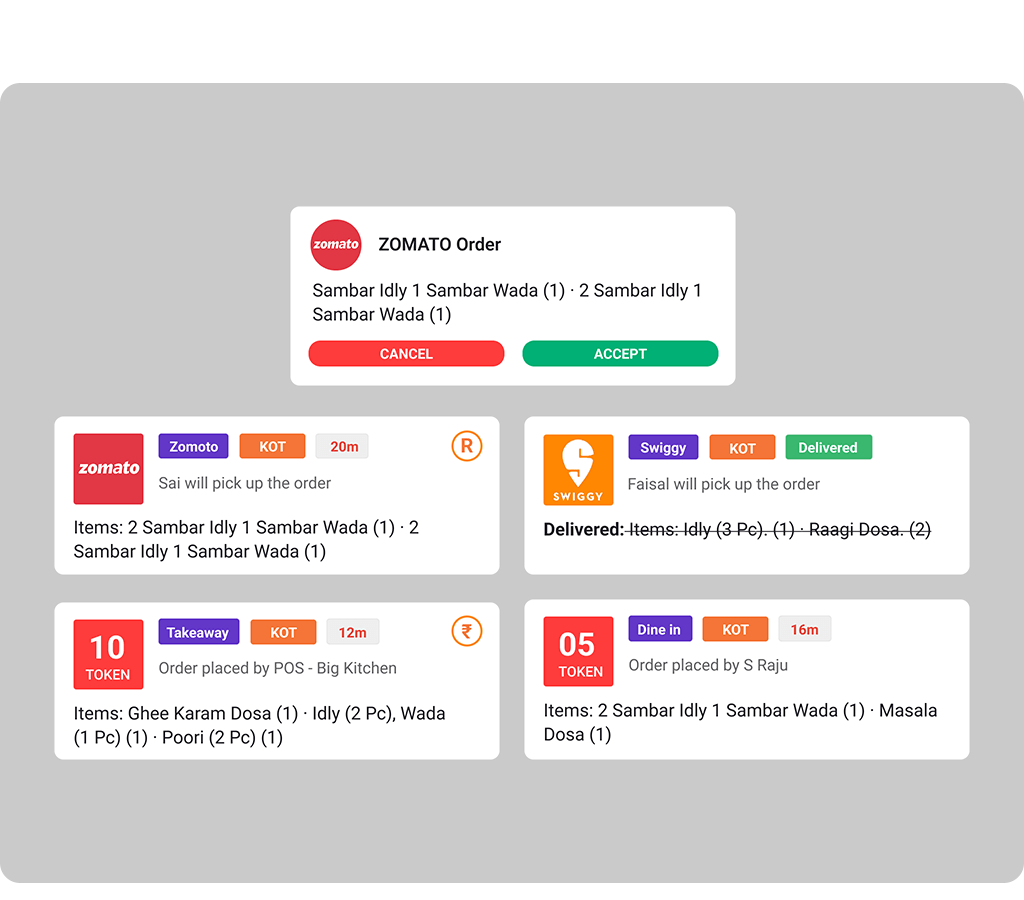 zomato ZOMATO Order
Sambar Idly 1 Sambar Wada (1) · 2 Sambar Idly 1
Sambar Wada (1)
CANCEL ACCEPT
zomato Zomoto KOT 20m R
Sai will pick up the order
Items: 2 Sambar Idly 1 Sambar Wada (1) · 2
Sambar Idly 1 Sambar Wada (1)
SWIGGY Swiggy KOT Delivered
Faisal will pick up the order
Delivered: Items: Idly (3 Pc). (1) · Raagi Dosa. (2)
10 TOKEN Takeaway KOT 12m ₹
Order placed by POS - Big Kitchen
Items: Ghee Karam Dosa (1) · Idly (2 Pc), Wada
(1 Pc) (1) · Poori (2 Pc) (1)
05 TOKEN Dine in KOT 16m
Order placed by S Raju
Items: 2 Sambar Idly 1 Sambar Wada (1) · Masala
Dosa (1)